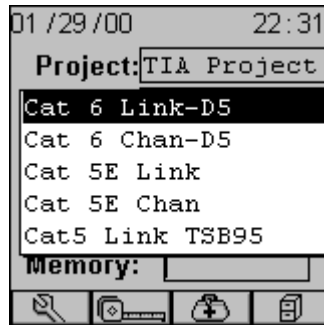 01/29/00 22:31
Project: TIA Project
Cat 6 Link-D5
Cat 6 Chan-D5
Cat 5E Link
Cat 5E Chan
Cat5 Link TSB95
Memory: